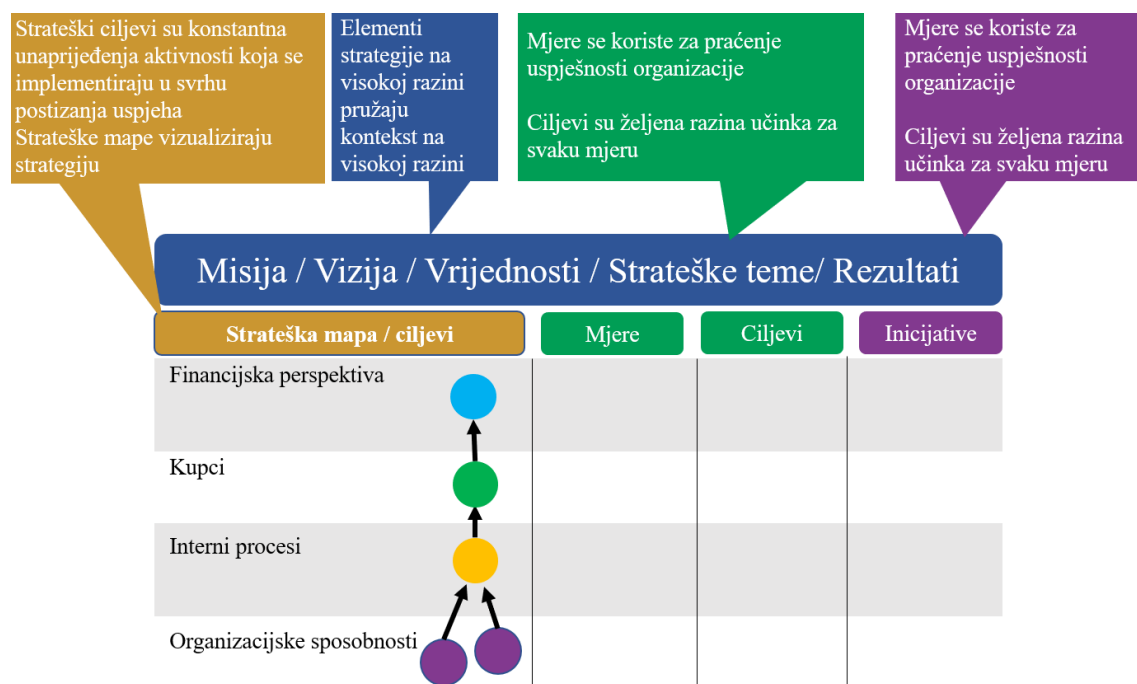 Strateški ciljevi su konstantna
unaprijeđenja aktivnosti koja se
implementiraju u svrhu
postizanja uspjeha
Strateške mape vizualiziraju
strategiju
Elementi
strategije na
visokoj razini
pružaju
kontekst na
visokoj razini
Mjere se koriste za praćenje
uspješnosti organizacije
Ciljevi su željena razina učinka za
svaku mjeru
Mjere se koriste za
praćenje uspješnosti
organizacije
Ciljevi su željena razina
učinka za svaku mjeru
Misija / Vizija / Vrijednosti / Strateške teme/ Rezultati
Strateška mapa / ciljevi
Mjere
Ciljevi
Inicijative
Financijska perspektiva
Kupci
Interni procesi
Organizacijske sposobnosti